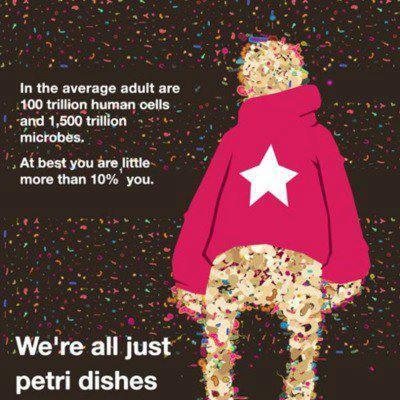 In the average adult are
100 trillion human cells
and 1,500 trillion
microbes.
At best you are little
more than 10% you.
We're all just
petri dishes